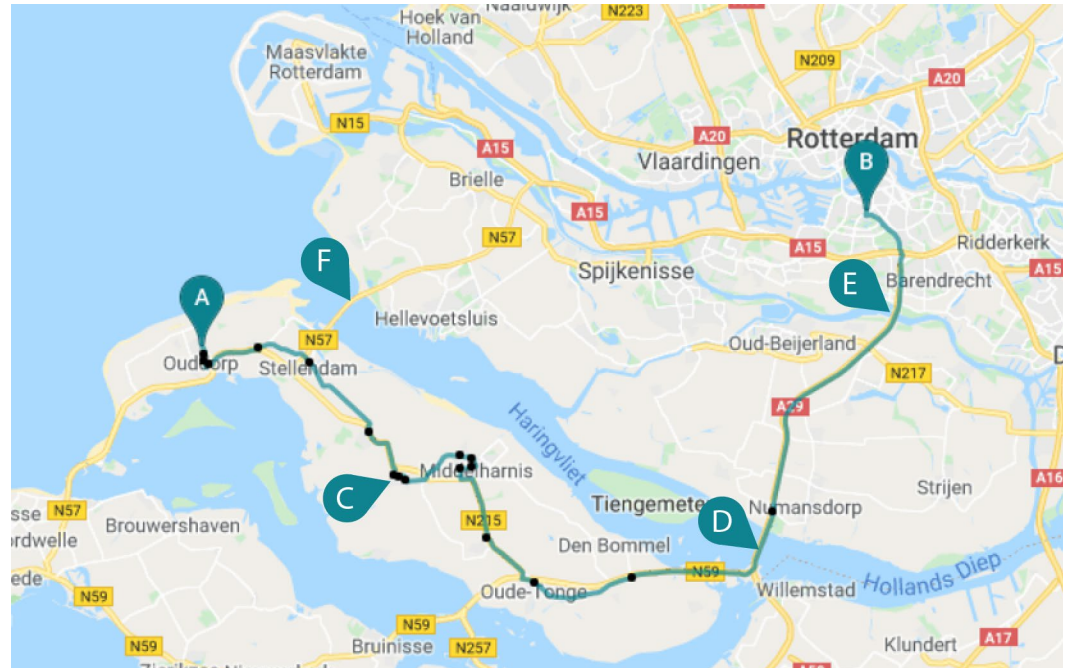 Naaldwijk
Hoek van
Holland
N223
Maasvlakte
Rotterdam
N209
A20
N15
A20
Rotterdam
A15
Vlaardingen
B
Brielle
A15
N57
A15
Ridderkerk
F
Spijkenisse
A15
E
Barendrecht
A
Hellevoetsluis
N57
Oud-Beijerland
Ouddorp
Stellendam
N217
A29
Haringvliet
Middelharnis
A16
C
Strijen
Tiengemeten
Numansdorp
N57
N215
D
Brouwershaven
Den Bommel
N59
Hollands Diep
Oude-Tonge
Willemstad
N59
N59
A17
N59
Bruinisse
N257
Klundert